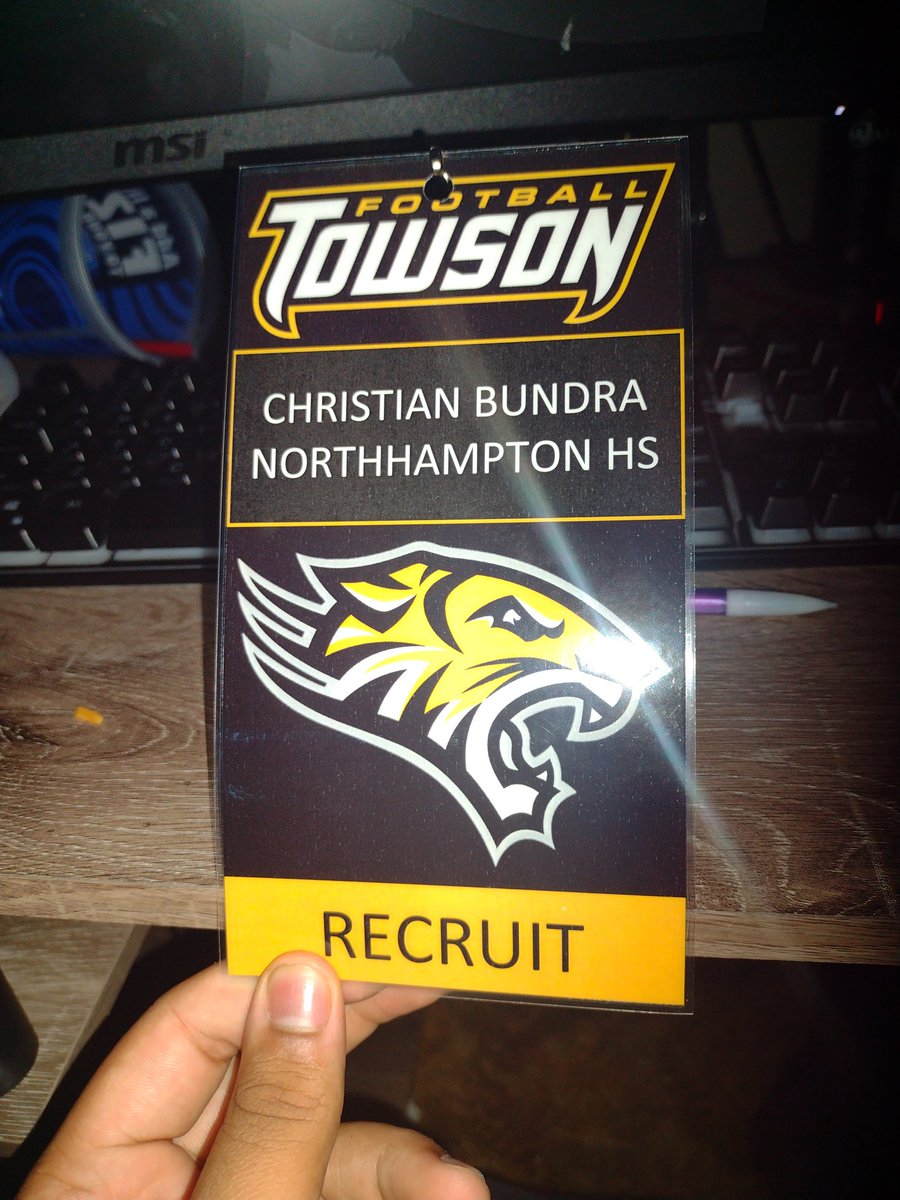 msi
FOOTBALL
TOWSON
CHRISTIAN BUNDRA
NORTHHAMPTON HS
RECRUIT